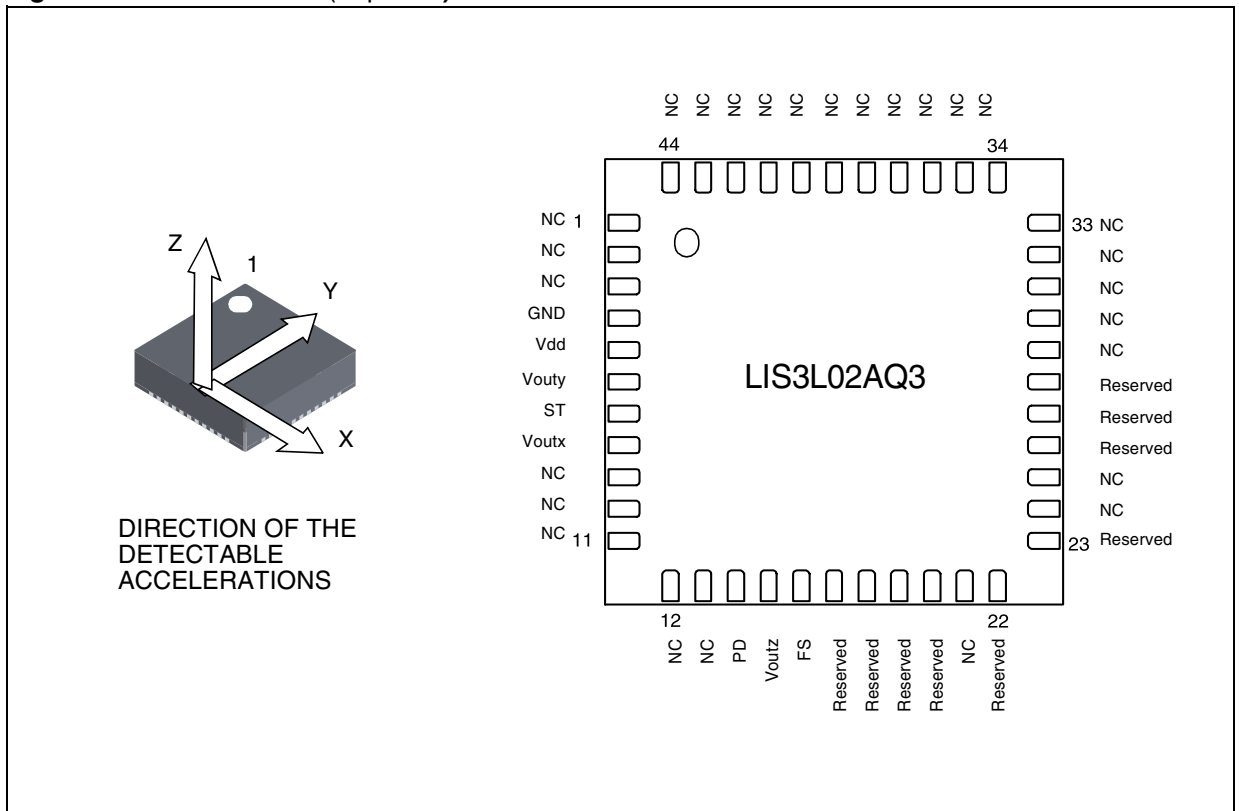 NC NC NC NC NC NC NC NC NC NC NC
44 34
Z
1
Y
X
DIRECTION OF THE
DETECTABLE
ACCELERATIONS
NC 1
NC
NC
GND
Vdd
Vouty
ST
Voutx
NC
NC
NC 11
LIS3L02AQ3
33 NC
NC
NC
NC
NC
Reserved
Reserved
Reserved
NC
NC
23 Reserved
12 22
NC NC PD Voutz FS Reserved Reserved Reserved Reserved NC Reserved